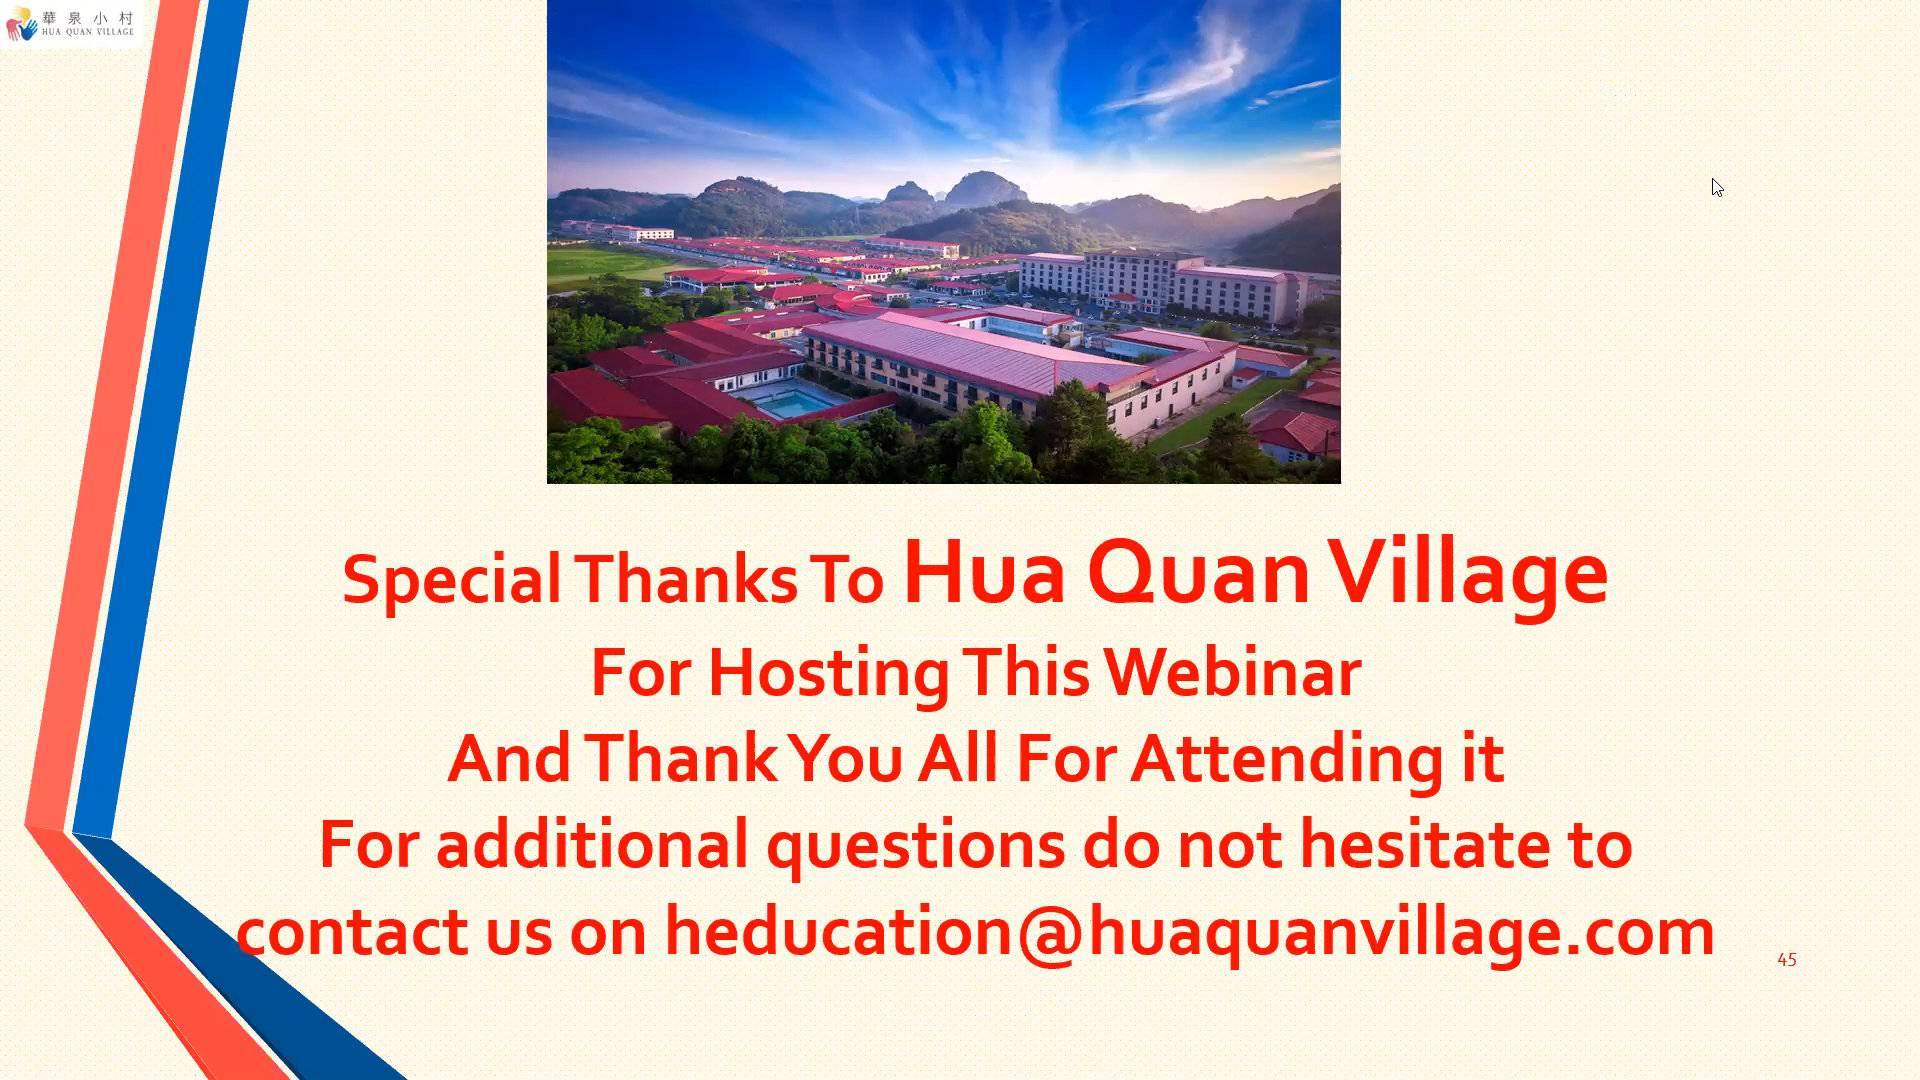 華泉小村
HUA QUAN VILLAGE
Special Thanks To Hua Quan Village
For Hosting This Webinar
And Thank You All For Attending it
For additional questions do not hesitate to
contact us on heducation@huaquanvillage.com
45